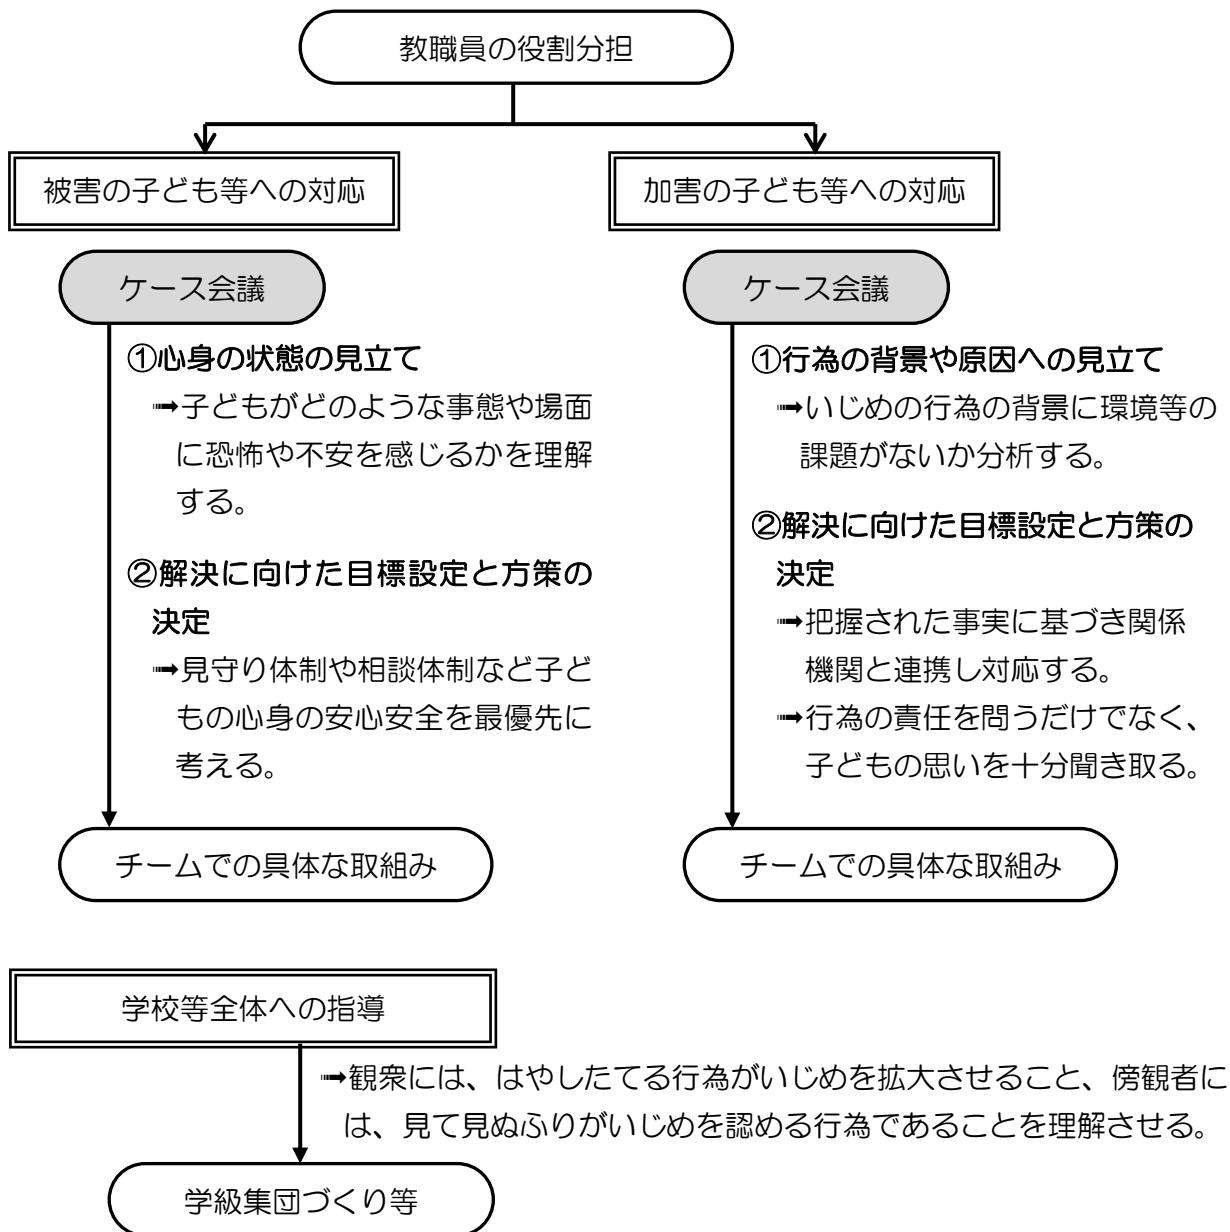 教職員の役割分担
被害の子ども等への対応
ケース会議
①心身の状態の見立て
➟子どもがどのような事態や場面
に恐怖や不安を感じるかを理解
する。
②解決に向けた目標設定と方策の
決定
➟見守り体制や相談体制など子ど
もの心身の安心安全を最優先に
考える。
チームでの具体な取組み
加害の子ども等への対応
ケース会議
①行為の背景や原因への見立て
➟いじめの行為の背景に環境等の
課題がないか分析する。
②解決に向けた目標設定と方策の
決定
➟把握された事実に基づき関係
機関と連携し対応する。
➟行為の責任を問うだけでなく、
子どもの思いを十分聞き取る。
チームでの具体な取組み
学校等全体への指導
➟観衆には、はやしたてる行為がいじめを拡大させること、傍観者に
は、見て見ぬふりがいじめを認める行為であることを理解させる。
学級集団づくり等